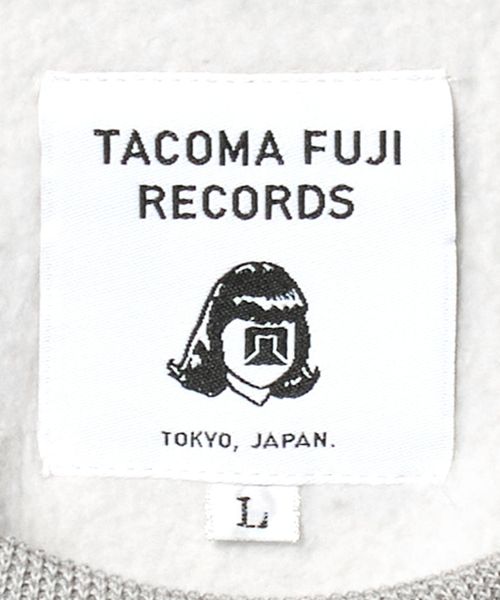 TACOMA FUJI
RECORDS
TOKYO, JAPAN.
L